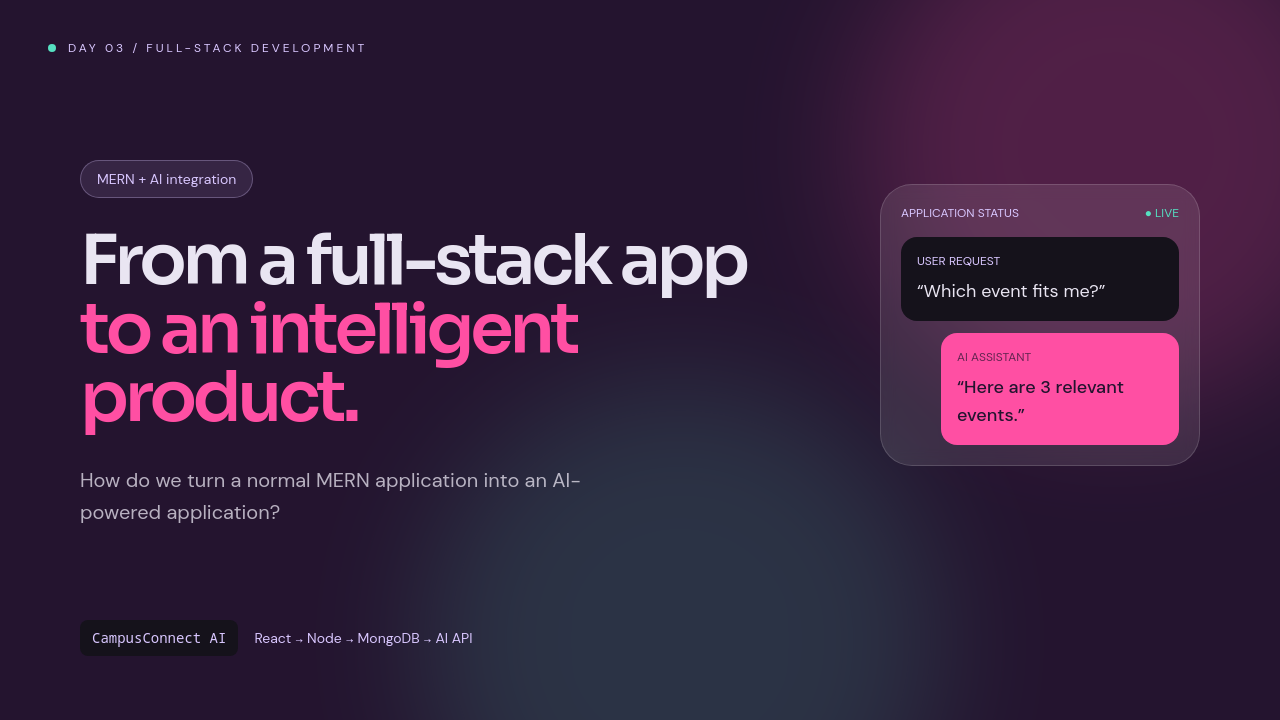 DAY 03 / FULL-STACK DEVELOPMENT
MERN + AI integration
From a full-stack app
to an intelligent
product.
How do we turn a normal MERN application into an AI-
powered application?
CampusConnect AI
React → Node → MongoDB → AI API
APPLICATION STATUS
● LIVE
USER REQUEST
“Which event fits me?”
AI ASSISTANT
“Here are 3 relevant
events.”